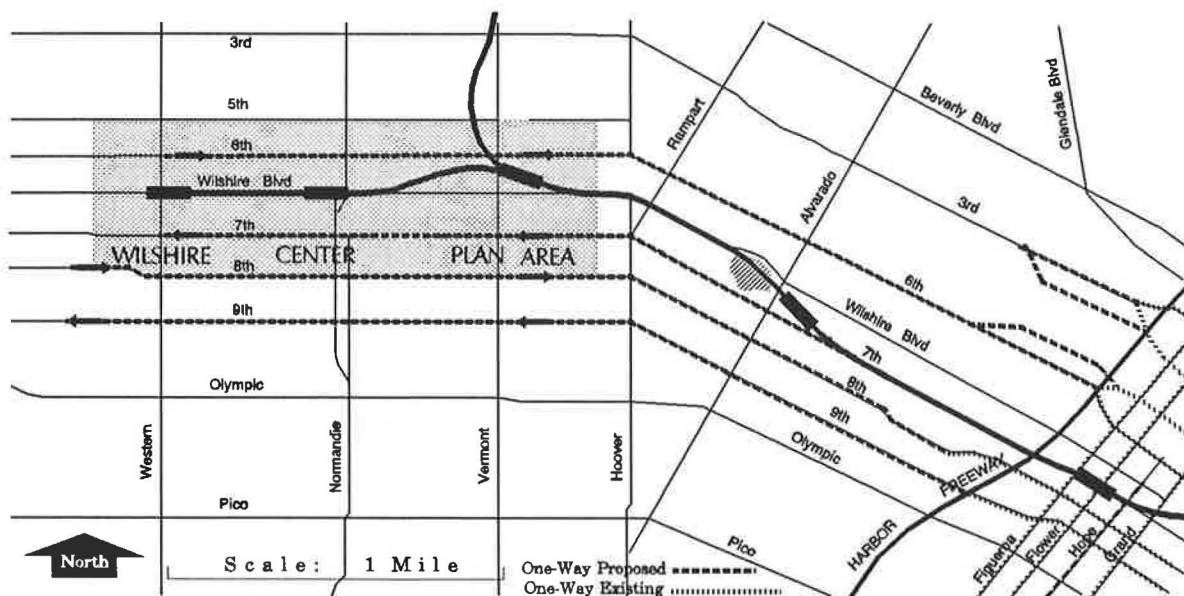 3rd
5th
6th
Wilshire Blvd
7th
WILSHIRE CENTER PLAN AREA
8th
9th
Olympic
Western
Normandie
Vermont
Hoover
Pico
North
Scale: 1 Mile
One-Way Proposed
One-Way Existing
Rampart
Alvarado
Beverly Blvd
Glendale Blvd
3rd
6th
Wilshire Blvd
7th
8th
9th
Olympic
Pico
HARBOR FREEWAY
Figueroa
Flower
Hope
Grand